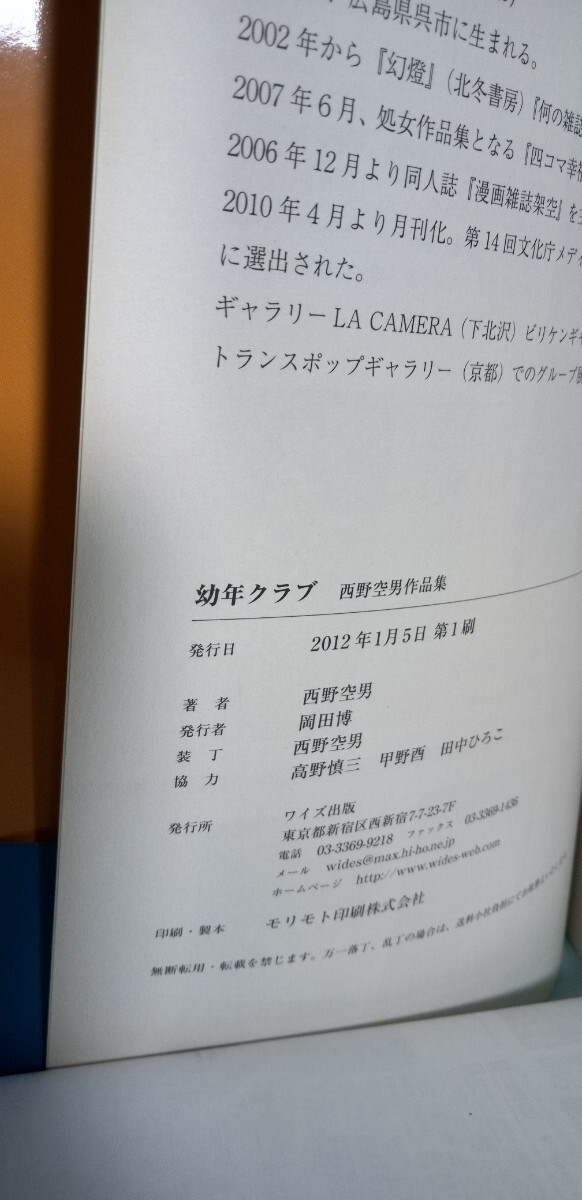 広島県呉市に生まれる。
2002年から『幻燈』（北冬書房）『何の雑誌
2007年6月、処女作品集となる『四コマ幸福
2006年12月より同人誌『漫画雑誌架空』を
2010年4月より月刊化。第14回文化庁メディ
に選出された。
ギャラリー LA CAMERA（下北沢）ビリケンギャ
トランスポップギャラリー（京都）でのグループ展
幼年クラブ 西野空男作品集
発行日 2012年1月5日 第1刷
著 者 西野空男
発行者 岡田博
装 丁 西野空男
協 力 高野慎三 甲野酉 田中ひろこ
発行所 ワイズ出版
東京都新宿区西新宿7-7-23-7F
電話 03-3369-9218 ファックス 03-3369-1436
メール wides@max.hi-ho.ne.jp
ホームページ http://www.wides-web.com
印刷・製本 モリモト印刷株式会社
無断転用・転載を禁じます。万一落丁、乱丁の場合は、送料小社負担にてお取替えいたします。